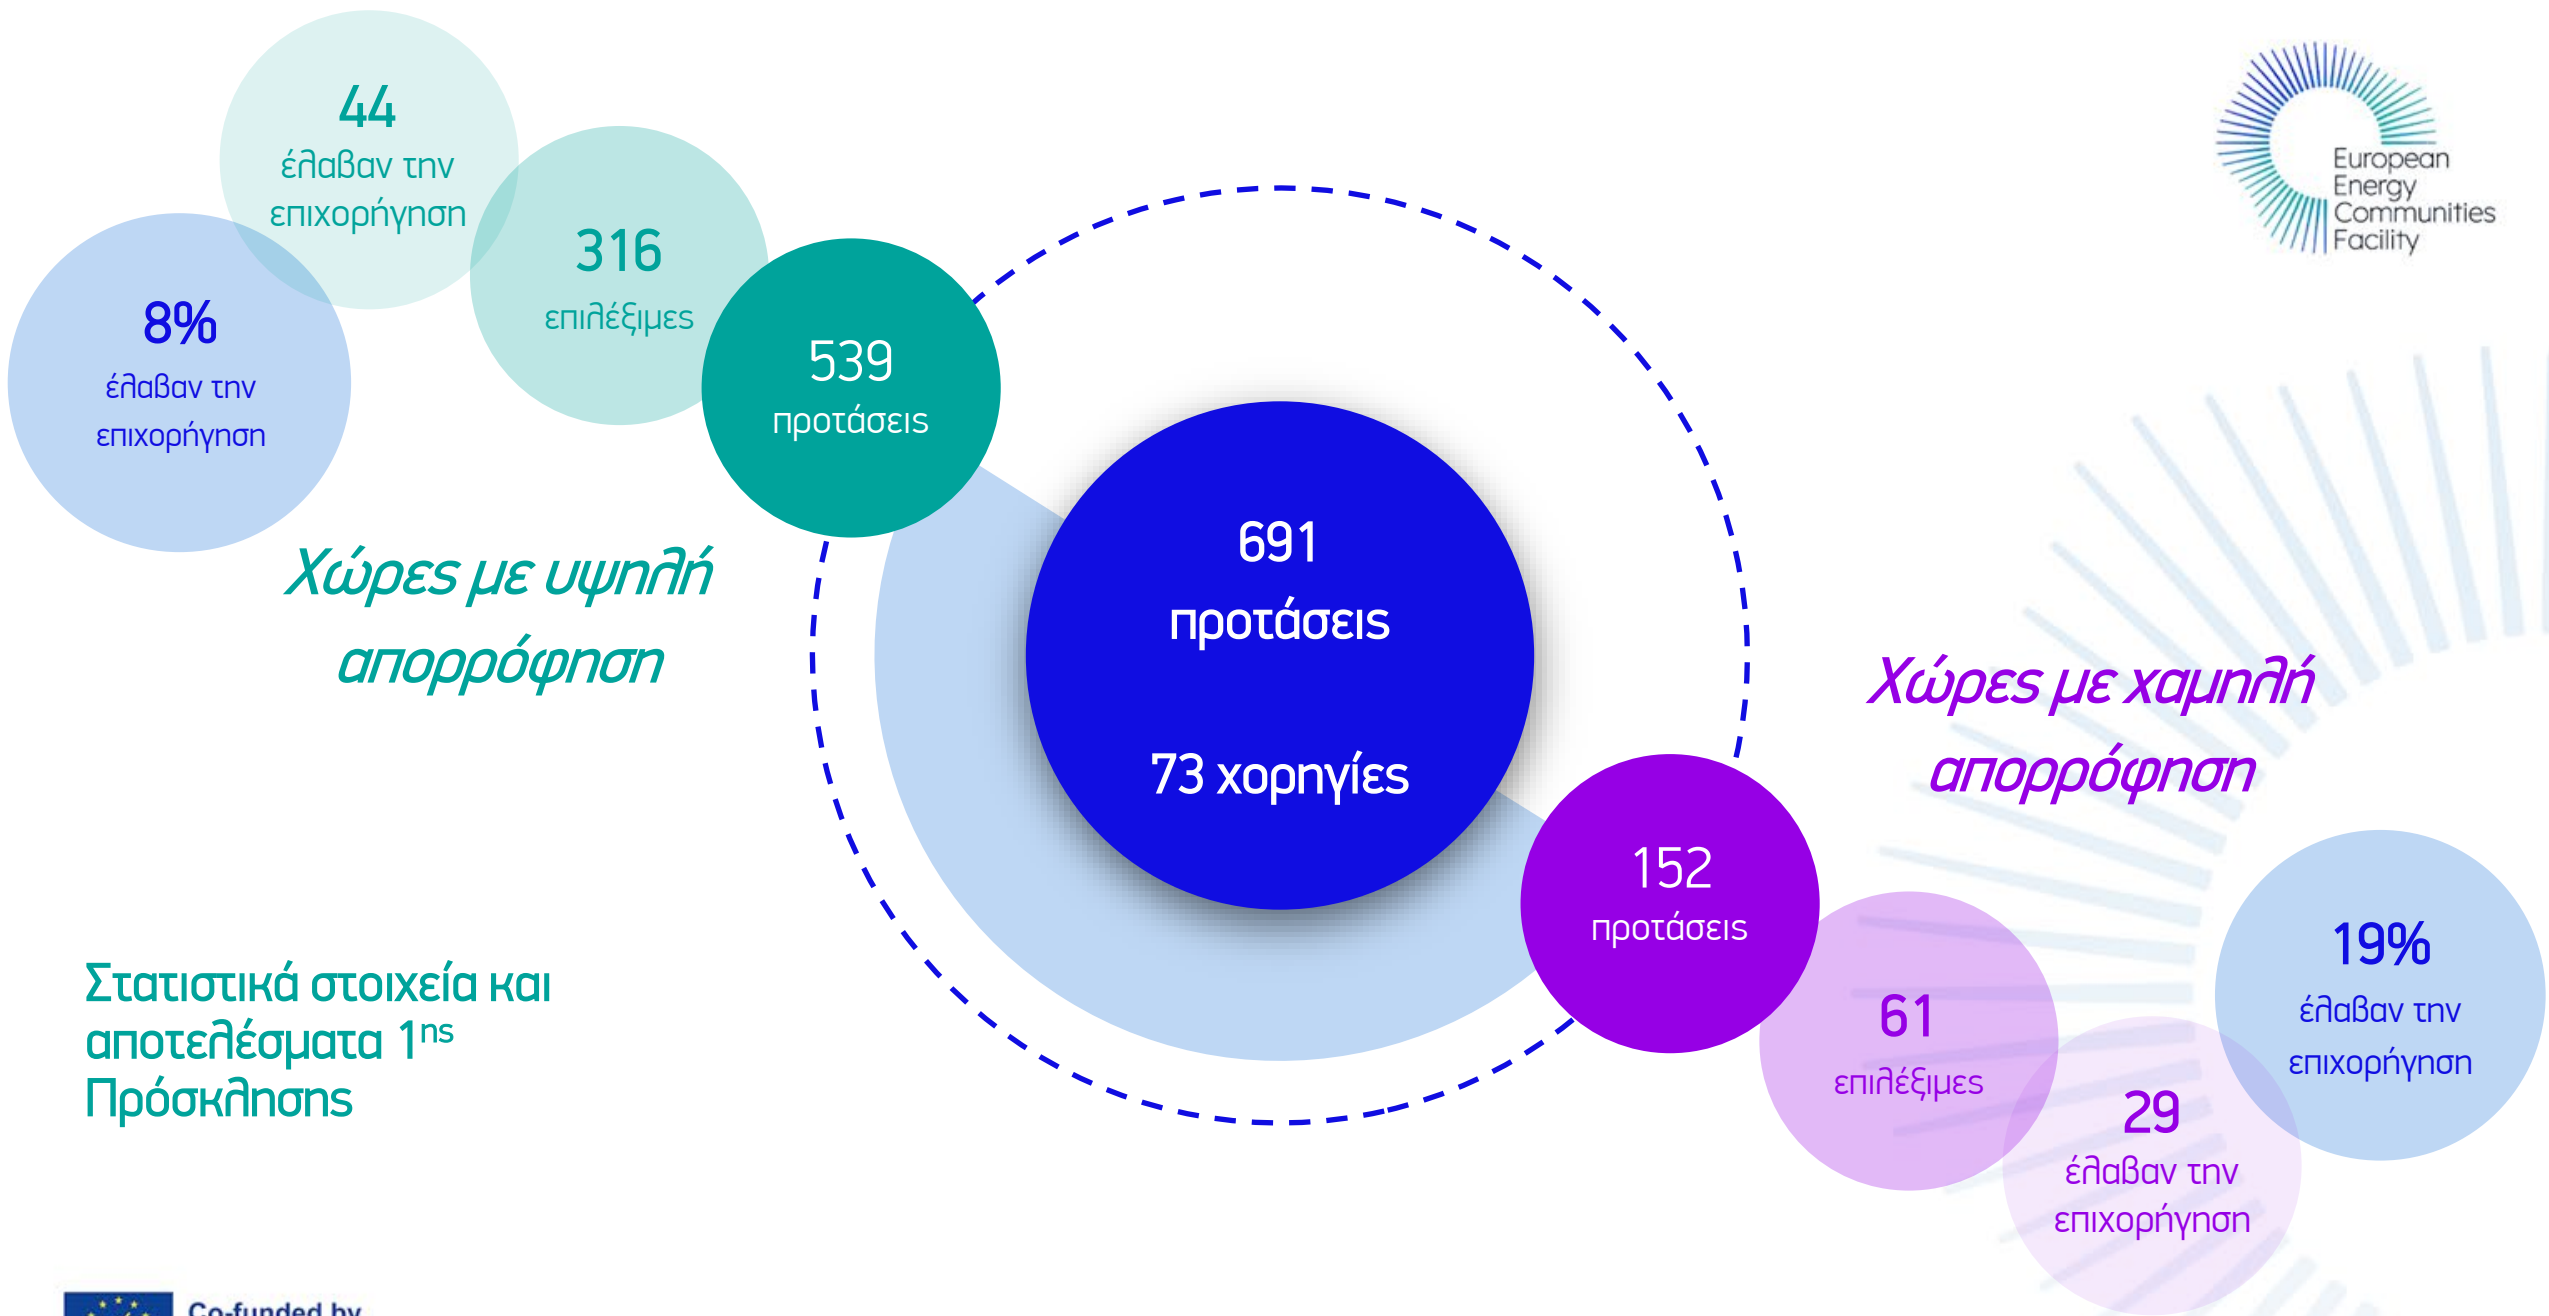 44
έλαβαν την
επιχορήγηση
8%
έλαβαν την
επιχορήγηση
316
επιλέξιμες
539
προτάσεις
Χώρες με υψηλή
απορρόφηση
691
προτάσεις
73 χορηγίες
European
Energy
Communities
Facility
Χώρες με χαμηλή
απορρόφηση
152
προτάσεις
61
επιλέξιμες
29
έλαβαν την
επιχορήγηση
19%
έλαβαν την
επιχορήγηση
Στατιστικά στοιχεία και
αποτελέσματα 1ης
Πρόσκλησης
Co-funded by